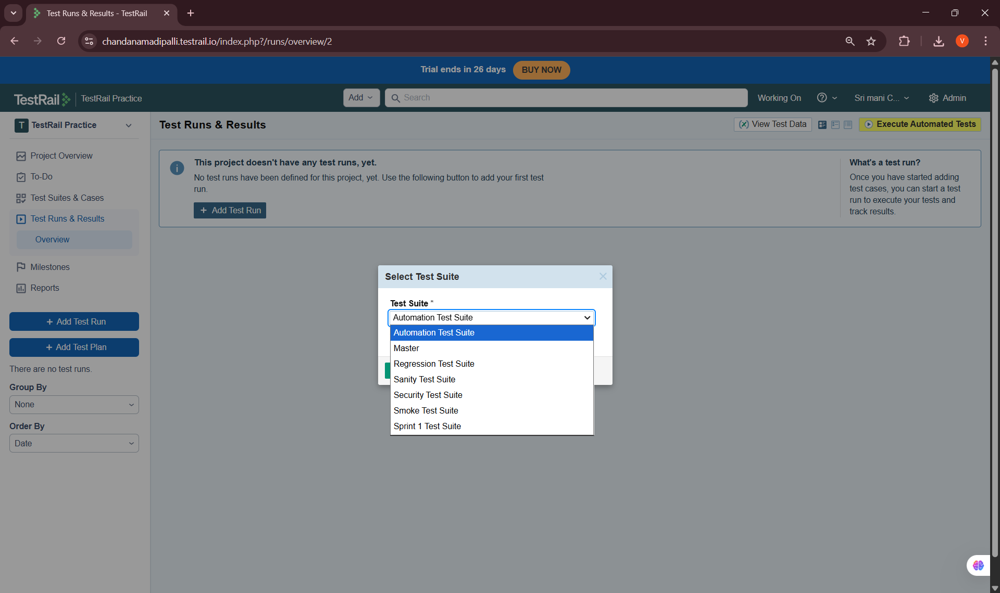 Test Runs & Results - TestRail
chandanamadipalli.testrail.io/index.php?/runs/overview/2
V
Trial ends in 26 days
BUY NOW
TestRail
TestRail Practice
Add
Search
Working On
Sri mani C...
Admin
T TestRail Practice
Project Overview
To-Do
Test Suites & Cases
Test Runs & Results
Overview
Milestones
Reports
+ Add Test Run
+ Add Test Plan
There are no test runs.
Group By
None
Order By
Date
Test Runs & Results
View Test Data
Execute Automated Tests
This project doesn't have any test runs, yet.
No test runs have been defined for this project, yet. Use the following button to add your first test
run.
+ Add Test Run
What's a test run?
Once you have started adding
test cases, you can start a test
run to execute your tests and
track results.
Select Test Suite
Test Suite *
Automation Test Suite
Automation Test Suite
Master
Regression Test Suite
Sanity Test Suite
Security Test Suite
Smoke Test Suite
Sprint 1 Test Suite